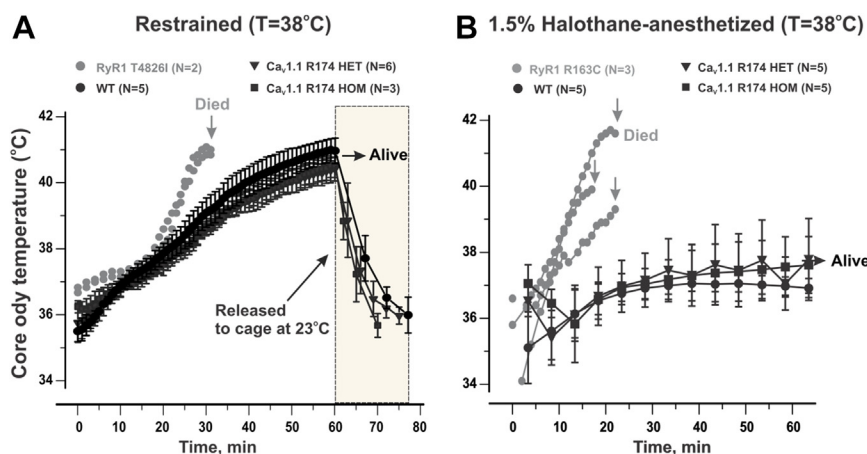 A
Restrained (T=38°C)
RyR1 T4826I (N=2)
WT (N=5)
Caᵥ1.1 R174 HET (N=6)
Caᵥ1.1 R174 HOM (N=3)
Core ody temperature (°C)
42
40
38
36
34
Died
Alive
Released
to cage at 23°C
0 10 20 30 40 50 60 70 80
Time, min
B
1.5% Halothane-anesthetized (T=38°C)
RyR1 R163C (N=3)
WT (N=5)
Caᵥ1.1 R174 HET (N=5)
Caᵥ1.1 R174 HOM (N=5)
42
40
38
36
34
Died
Alive
0 10 20 30 40 50 60
Time, min